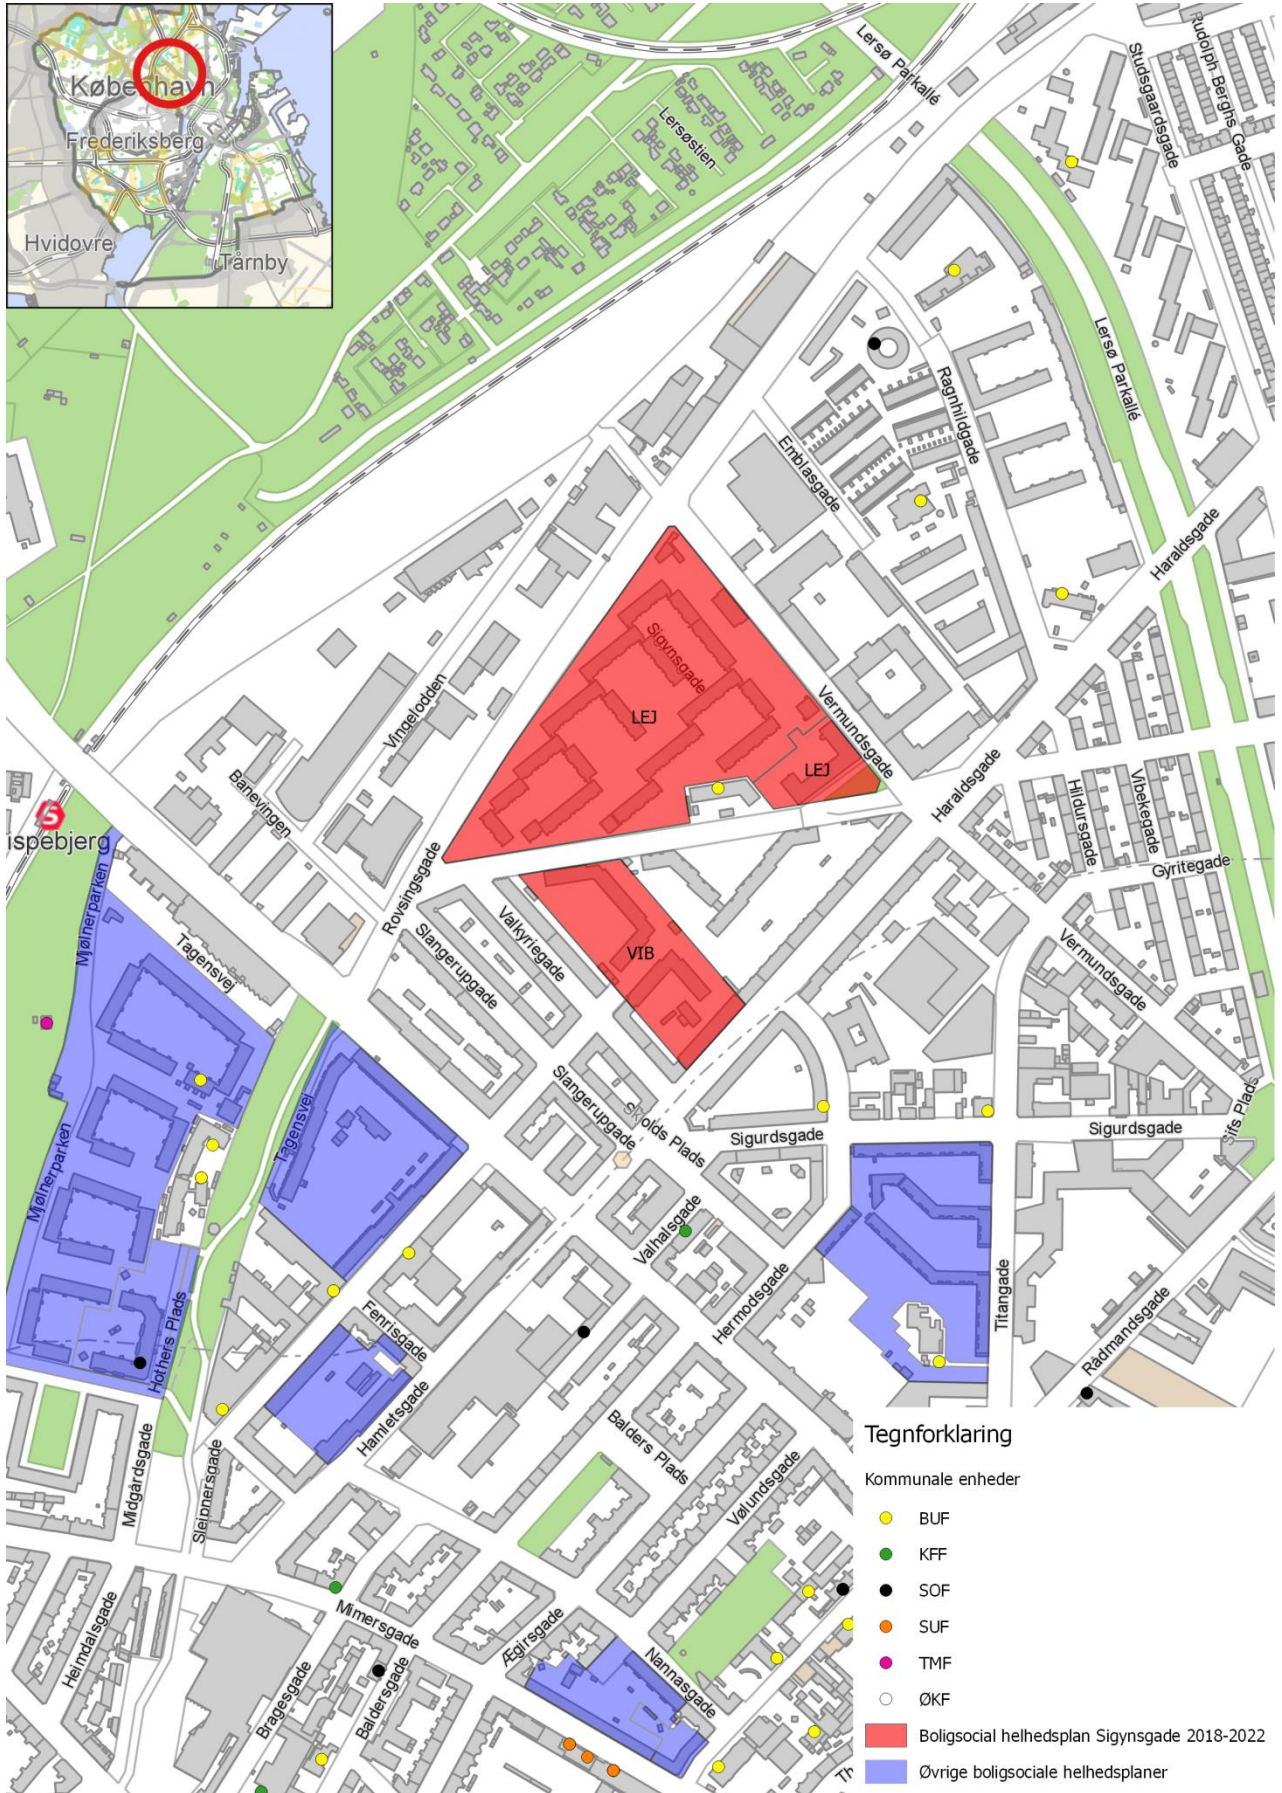 København
Frederiksberg
Hvidovre
Tårnby
Lersø Parkallé
Lersøstien
Studsgaardsgade
Rudolph Berghs Gade
Lersø Parkallé
Ragnhildgade
Emblasgade
Haraldsgade
Sigynsgade
LEJ
Vermundsgade
LEJ
Vingelodden
Banevingen
Haraldsgade
Hildursgade
Vibekegade
Gyritegade
ispebjerg
Mjølnerparken
Rovsingsgade
Tagensvej
Slangerupgade
Valkyriegade
VIB
Vermundsgade
Tagensvej
Slangerupgade
Skolds Plads
Sigurdsgade
Sigurdsgade
Sifs Plads
Mjølnerparken
Valhalsgade
Hermodsgade
Titangade
Rådmandsgade
Hothers Plads
Fenrisgade
Hamletsgade
Balders Plads
Vølundsgade
Midgårdsgade
Sleipnersgade
Heimdalsgade
Mimersgade
Ægirsgade
Nannasgade
Bragesgade
Baldersgade
Th
Tegnforklaring
Kommunale enheder
BUF
KFF
SOF
SUF
TMF
ØKF
Boligsocial helhedsplan Sigynsgade 2018-2022
Øvrige boligsociale helhedsplaner